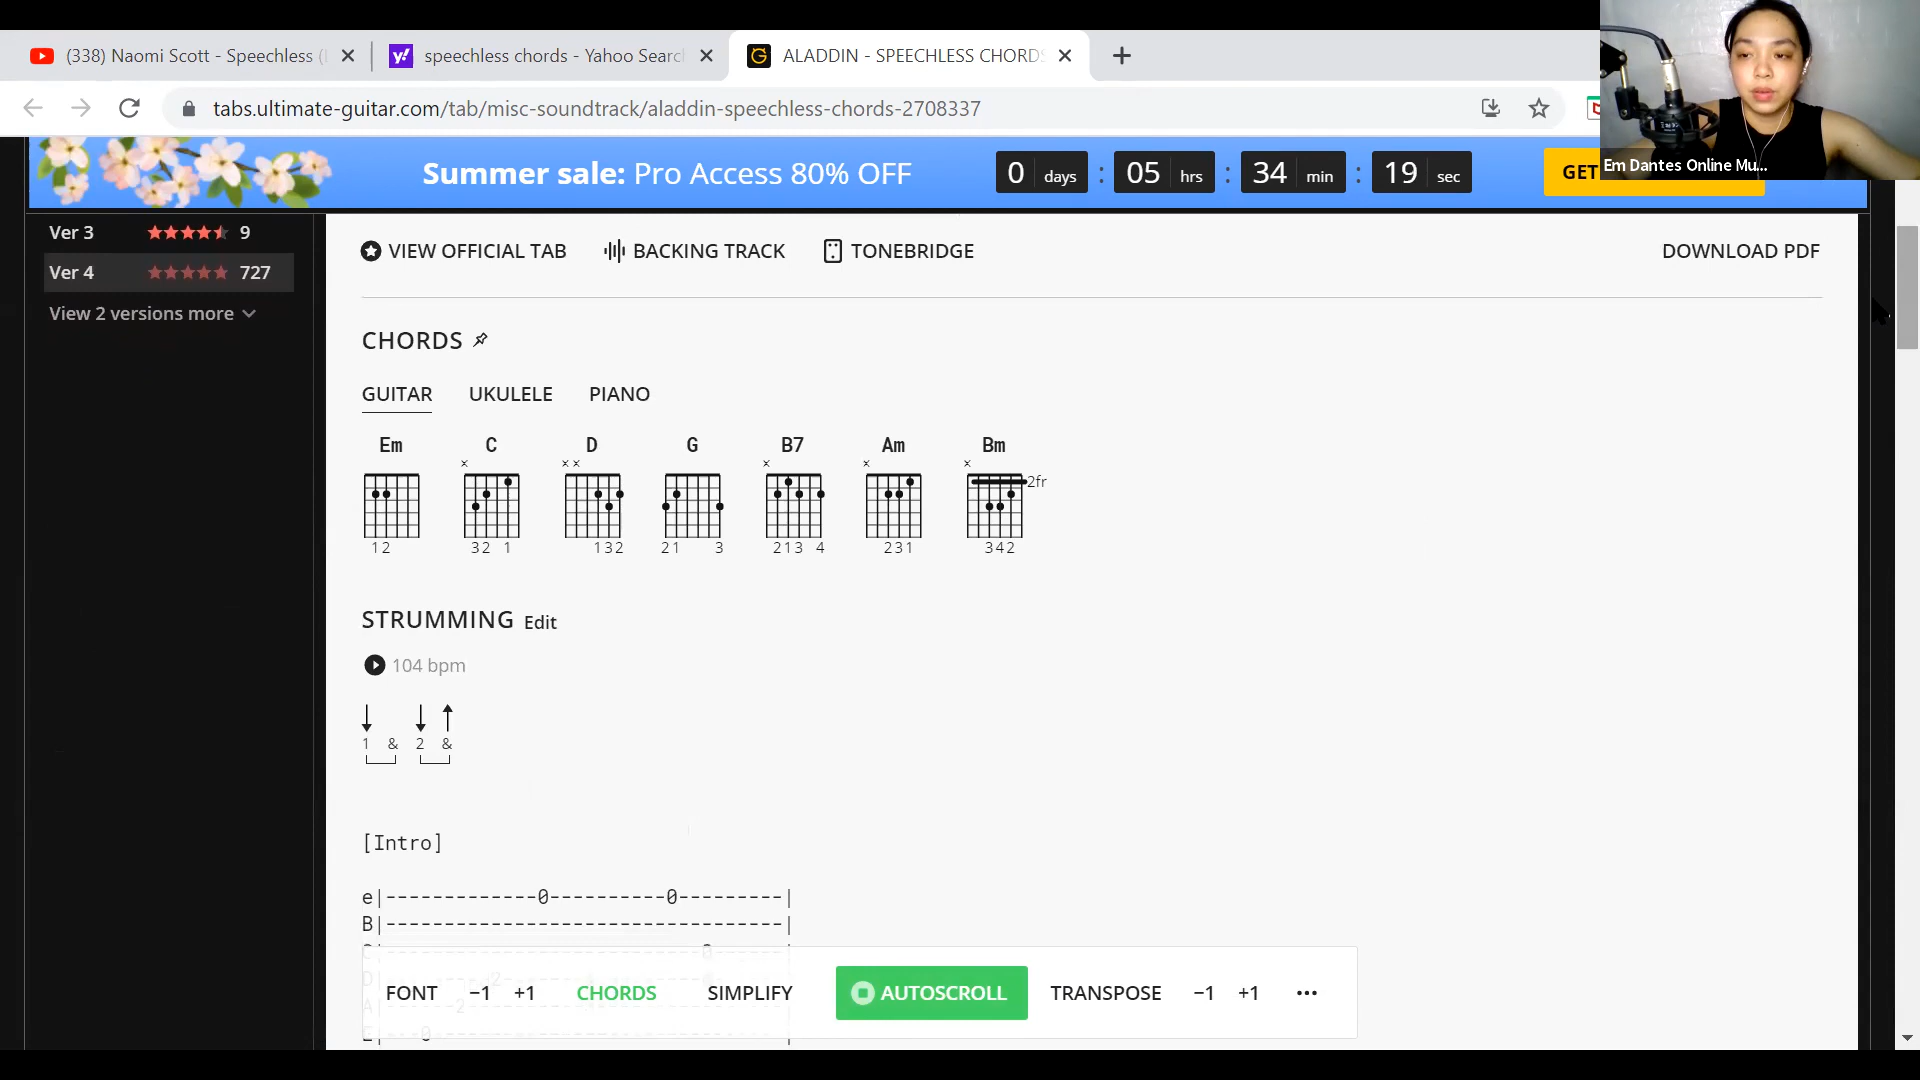 (338) Naomi Scott - Speechless (
speechless chords - Yahoo Searc
ALADDIN - SPEECHLESS CHORDS
tabs.ultimate-guitar.com/tab/misc-soundtrack/aladdin-speechless-chords-2708337
Summer sale: Pro Access 80% OFF
0 days : 05 hrs : 34 min : 19 sec
GET
Em Dantes Online Mu...
Ver 3 9
Ver 4 727
View 2 versions more
VIEW OFFICIAL TAB
BACKING TRACK
TONEBRIDGE
DOWNLOAD PDF
CHORDS
GUITAR UKULELE PIANO
Em C D G B7 Am Bm
x xx x x x
2fr
12 32 1 132 21 3 213 4 231 342
STRUMMING Edit
104 bpm
1 & 2 &
[Intro]
e|-------------0----------0---------|
B|----------------------------------|
FONT −1 +1 CHORDS SIMPLIFY AUTOSCROLL TRANSPOSE −1 +1 •••